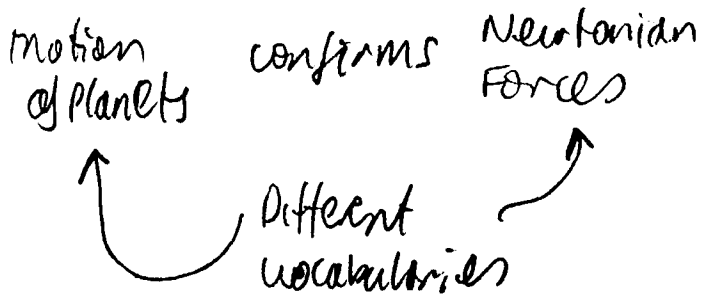 Motion confirms Newtonian
of Planets Forces
Different
vocabularies